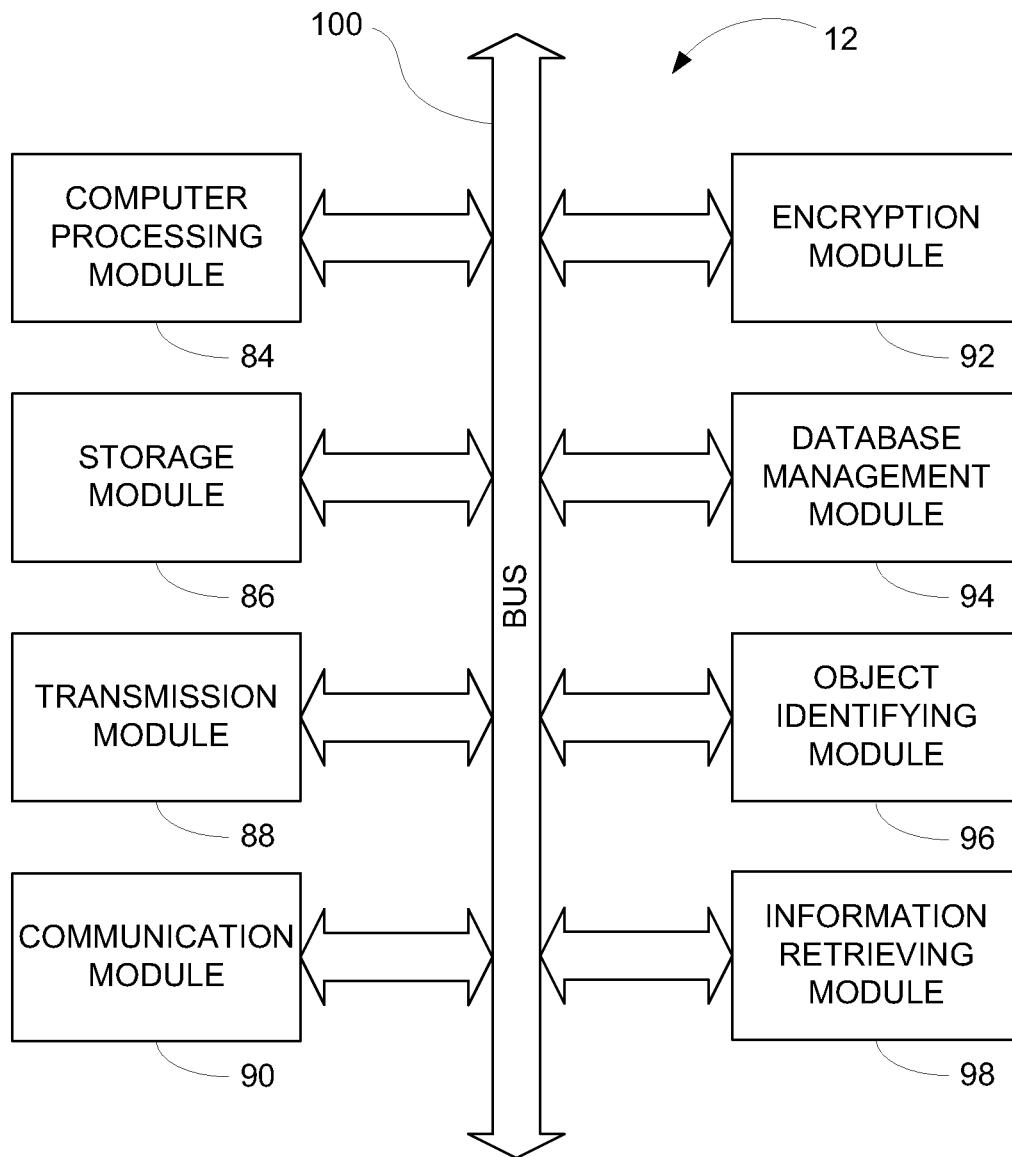 100
12
COMPUTER
PROCESSING
MODULE
84
ENCRYPTION
MODULE
92
STORAGE
MODULE
86
DATABASE
MANAGEMENT
MODULE
94
BUS
TRANSMISSION
MODULE
88
OBJECT
IDENTIFYING
MODULE
96
COMMUNICATION
MODULE
90
INFORMATION
RETRIEVING
MODULE
98